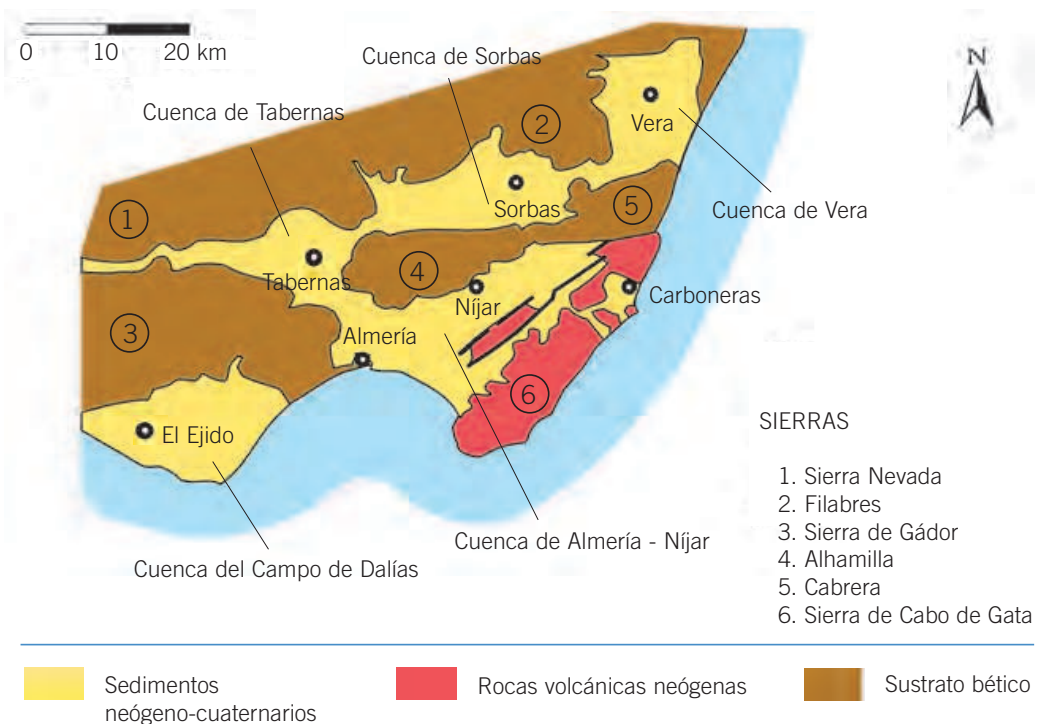 0 10 20 km
Cuenca de Sorbas
N
Cuenca de Tabernas
2
Vera
1
Sorbas
5
Cuenca de Vera
4
Tabernas
Níjar
Carboneras
3
Almería
6
El Ejido
SIERRAS
1. Sierra Nevada
2. Filabres
3. Sierra de Gádor
4. Alhamilla
5. Cabrera
6. Sierra de Cabo de Gata
Cuenca de Almería - Níjar
Cuenca del Campo de Dalías
Sedimentos
neógeno-cuaternarios
Rocas volcánicas neógenas
Sustrato bético